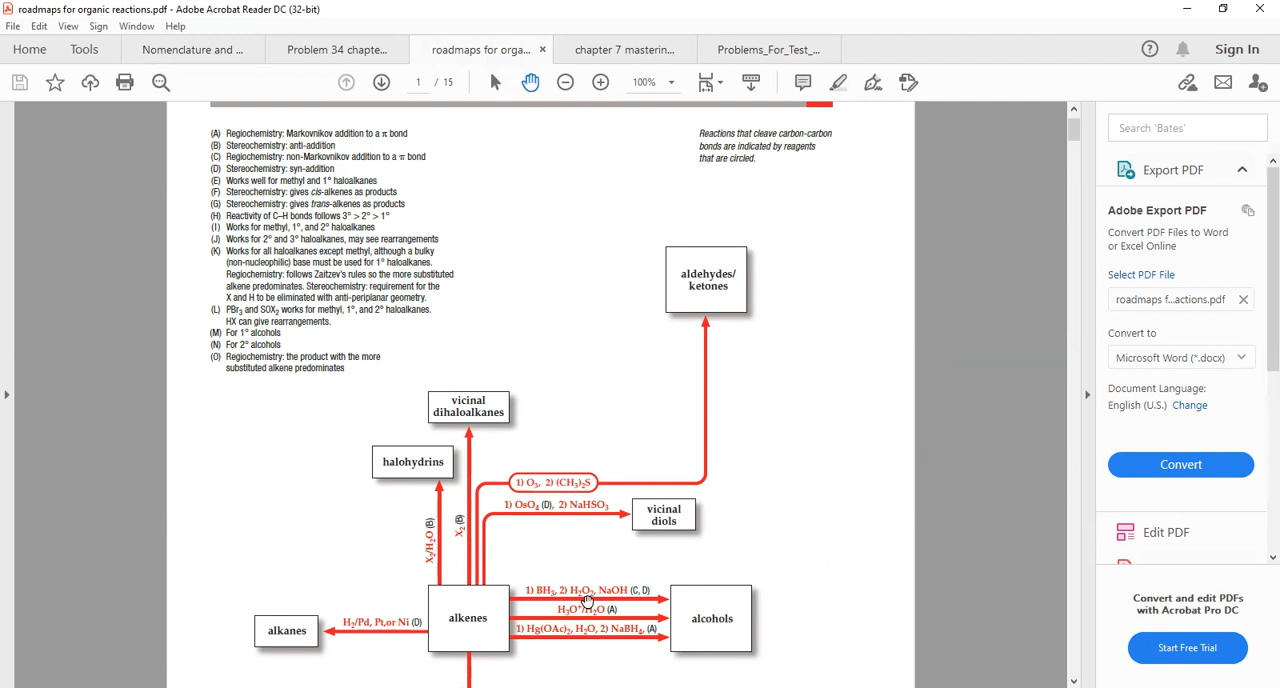 roadmaps for organic reactions.pdf - Adobe Acrobat Reader DC (32-bit)
File Edit View Sign Window Help
Home Tools Nomenclature and ... Problem 34 chapte... roadmaps for orga... × chapter 7 masterin... Problems_For_Test_... Sign In
1 / 15 100%
(A) Regiochemistry: Markovnikov addition to a π bond
(B) Stereochemistry: anti-addition
(C) Regiochemistry: non-Markovnikov addition to a π bond
(D) Stereochemistry: syn-addition
(E) Works well for methyl and 1° haloalkanes
(F) Stereochemistry: gives cis-alkenes as products
(G) Stereochemistry: gives trans-alkenes as products
(H) Reactivity of C–H bonds follows 3° > 2° > 1°
(I) Works for methyl, 1°, and 2° haloalkanes
(J) Works for 2° and 3° haloalkanes, may see rearrangements
(K) Works for all haloalkanes except methyl, although a bulky
(non-nucleophilic) base must be used for 1° haloalkanes.
Regiochemistry: follows Zaitzev's rules so the more substituted
alkene predominates. Stereochemistry: requirement for the
X and H to be eliminated with anti-periplanar geometry.
(L) PBr₃ and SOX₂ works for methyl, 1°, and 2° haloalkanes.
HX can give rearrangements.
(M) For 1° alcohols
(N) For 2° alcohols
(O) Regiochemistry: the product with the more
substituted alkene predominates
Reactions that cleave carbon-carbon
bonds are indicated by reagents
that are circled.
aldehydes/
ketones
vicinal
dihaloalkanes
halohydrins
1) O₃, 2) (CH₃)₂S
1) OsO₄ (D), 2) NaHSO₃
vicinal
diols
X₂/H₂O (B)
X₂ (B)
1) BH₃, 2) H₂O₂, NaOH (C, D)
H₃O⁺/H₂O (A)
1) Hg(OAc)₂, H₂O, 2) NaBH₄, (A)
alkenes
alcohols
H₂/Pd, Pt,or Ni (D)
alkanes
Search 'Bates'
Export PDF
Adobe Export PDF
Convert PDF Files to Word
or Excel Online
Select PDF File
roadmaps f...actions.pdf ×
Convert to
Microsoft Word (*.docx)
Document Language:
English (U.S.) Change
Convert
Edit PDF
Convert and edit PDFs
with Acrobat Pro DC
Start Free Trial